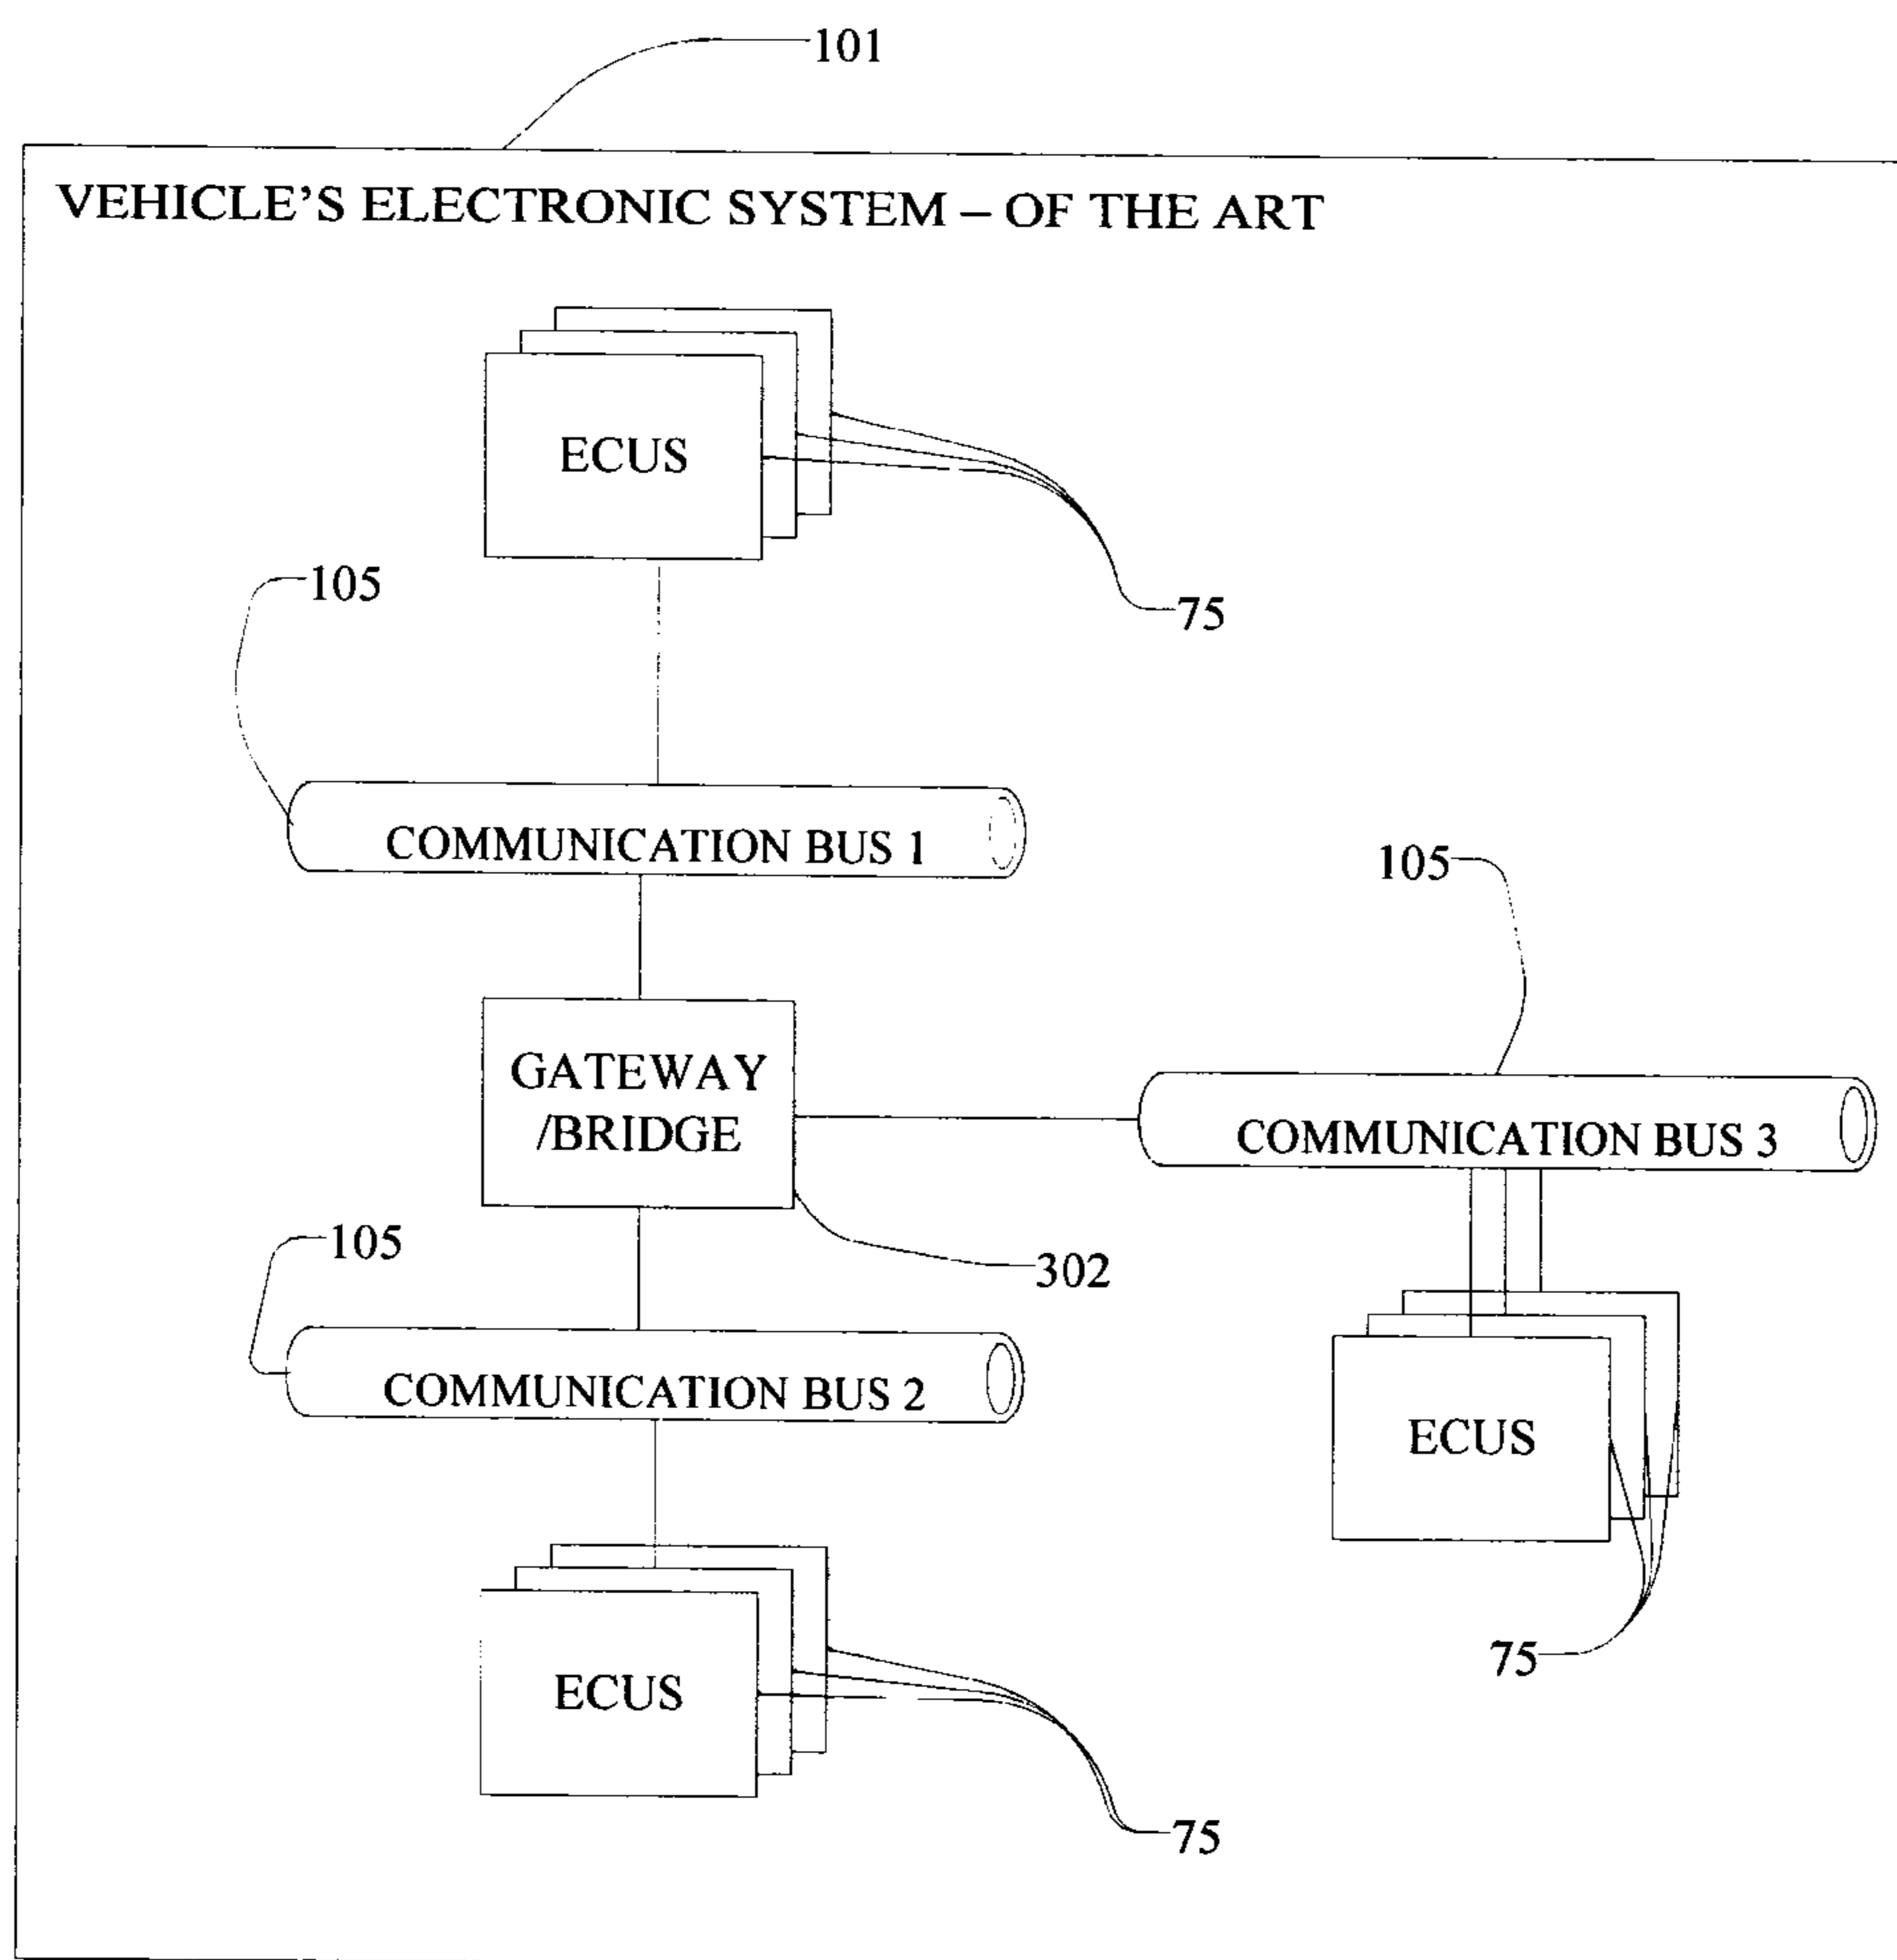 101
VEHICLE'S ELECTRONIC SYSTEM – OF THE ART
ECUS
105
75
COMMUNICATION BUS 1
105
GATEWAY
/BRIDGE
COMMUNICATION BUS 3
105
302
COMMUNICATION BUS 2
ECUS
75
ECUS
75